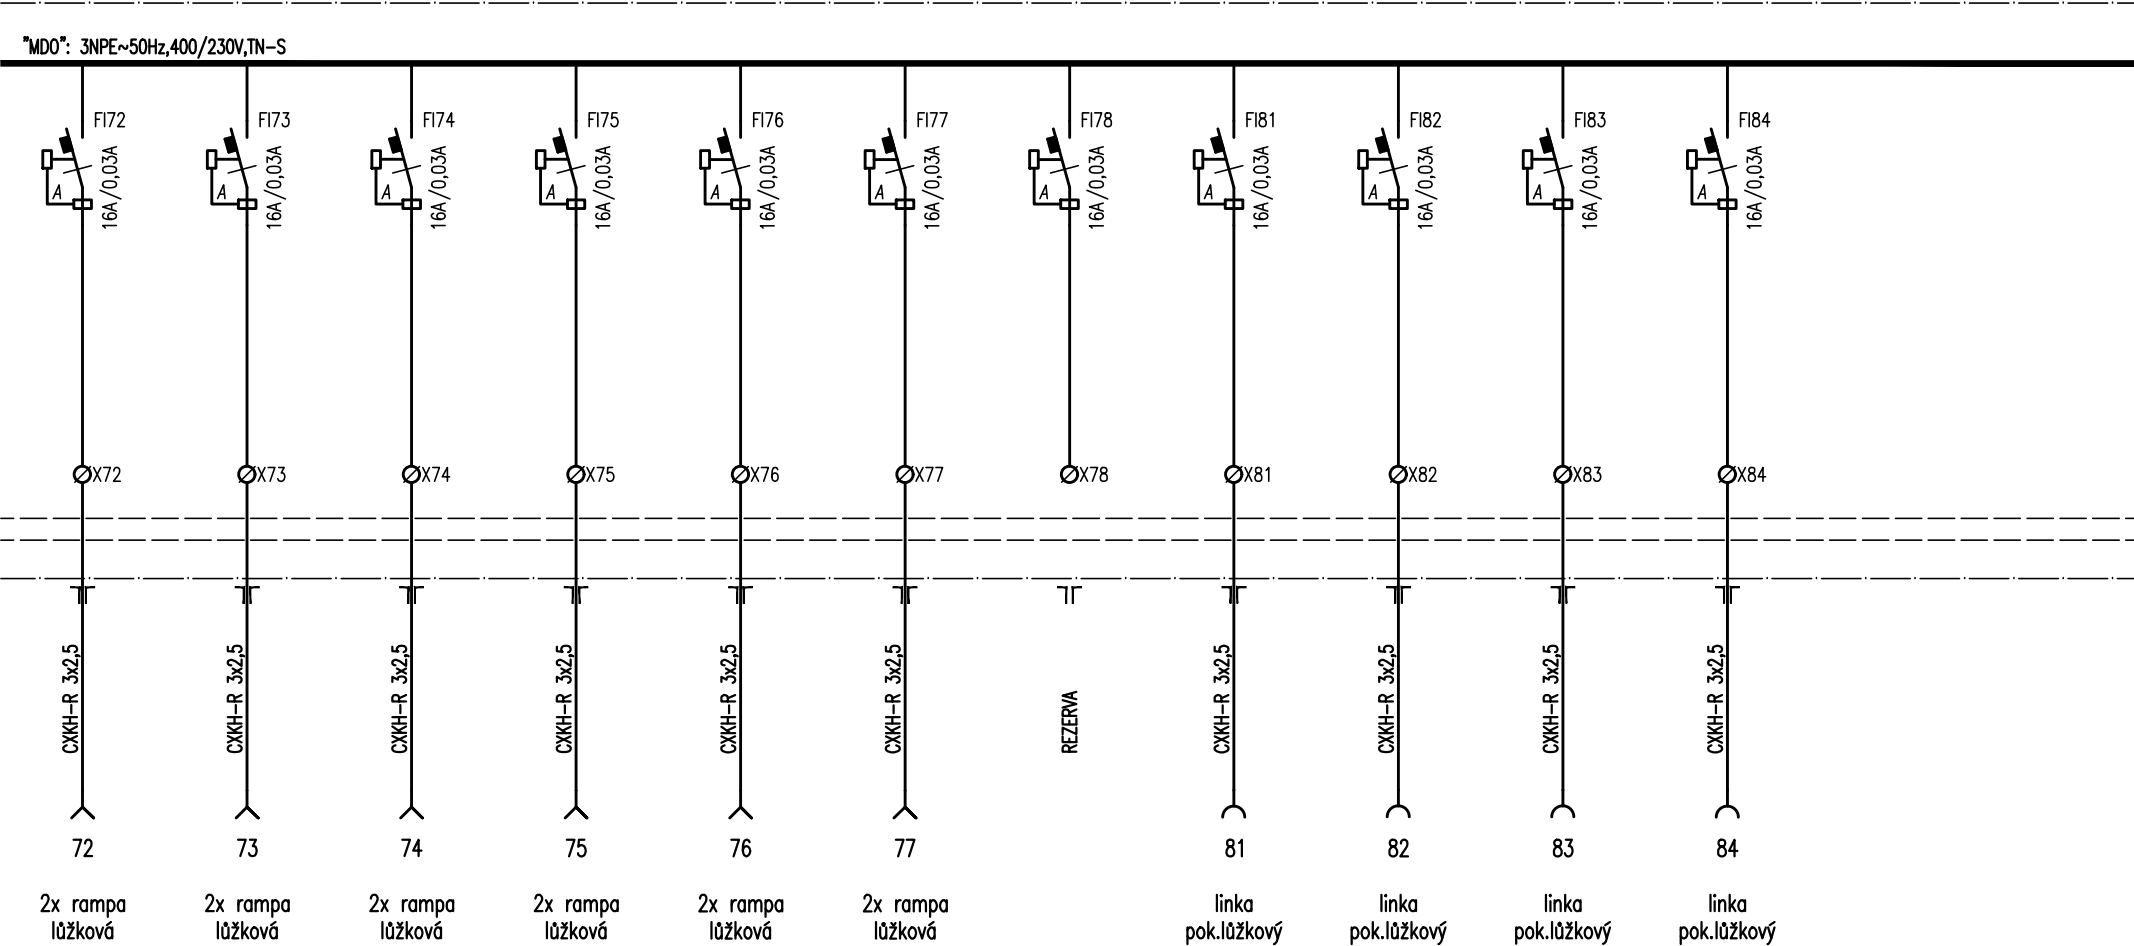 "MDO": 3NPE~50Hz,400/230V,TN-S
FI72 FI73 FI74 FI75 FI76 FI77 FI78 FI81 FI82 FI83 FI84
A A A A A A A A A A A
16A/0,03A 16A/0,03A 16A/0,03A 16A/0,03A 16A/0,03A 16A/0,03A 16A/0,03A 16A/0,03A 16A/0,03A 16A/0,03A 16A/0,03A
X72 X73 X74 X75 X76 X77 X78 X81 X82 X83 X84
CXKH-R 3x2,5 CXKH-R 3x2,5 CXKH-R 3x2,5 CXKH-R 3x2,5 CXKH-R 3x2,5 CXKH-R 3x2,5 REZERVA CXKH-R 3x2,5 CXKH-R 3x2,5 CXKH-R 3x2,5 CXKH-R 3x2,5
72 73 74 75 76 77 81 82 83 84
2x rampa 2x rampa 2x rampa 2x rampa 2x rampa 2x rampa linka linka linka linka
lůžková lůžková lůžková lůžková lůžková lůžková pok.lůžkový pok.lůžkový pok.lůžkový pok.lůžkový